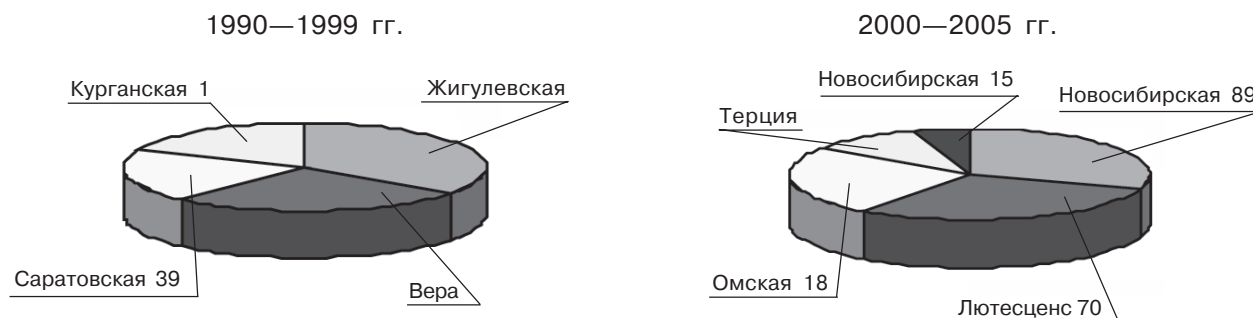 1990—1999 гг.
Курганская 1
Жигулевская
Саратовская 39
Вера
2000—2005 гг.
Новосибирская 15
Новосибирская 89
Терция
Омская 18
Лютесценс 70